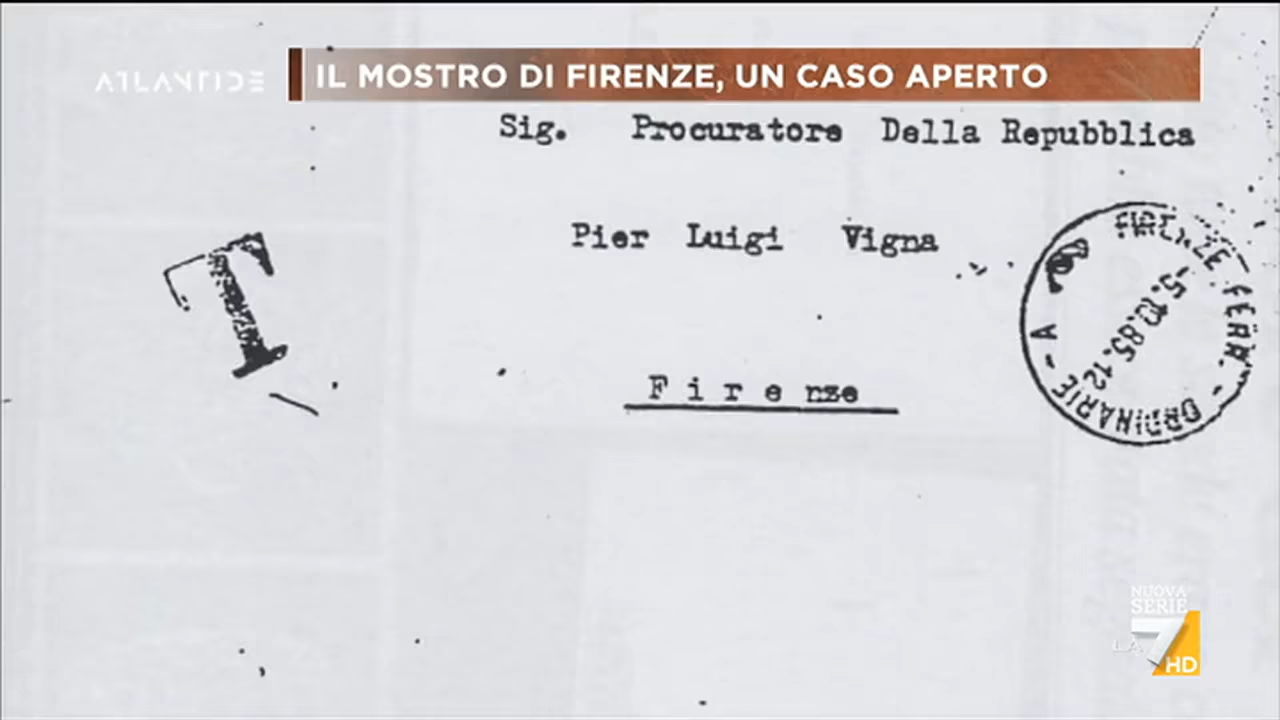 ATLANTIDE
IL MOSTRO DI FIRENZE, UN CASO APERTO
Sig. Procuratore Della Repubblica
Pier Luigi Vigna
F i r e nze
T
FIRENZE FERR. - ORDINARIE - A
-5.10.85.12
NUOVA
SERIE
LA 7 HD